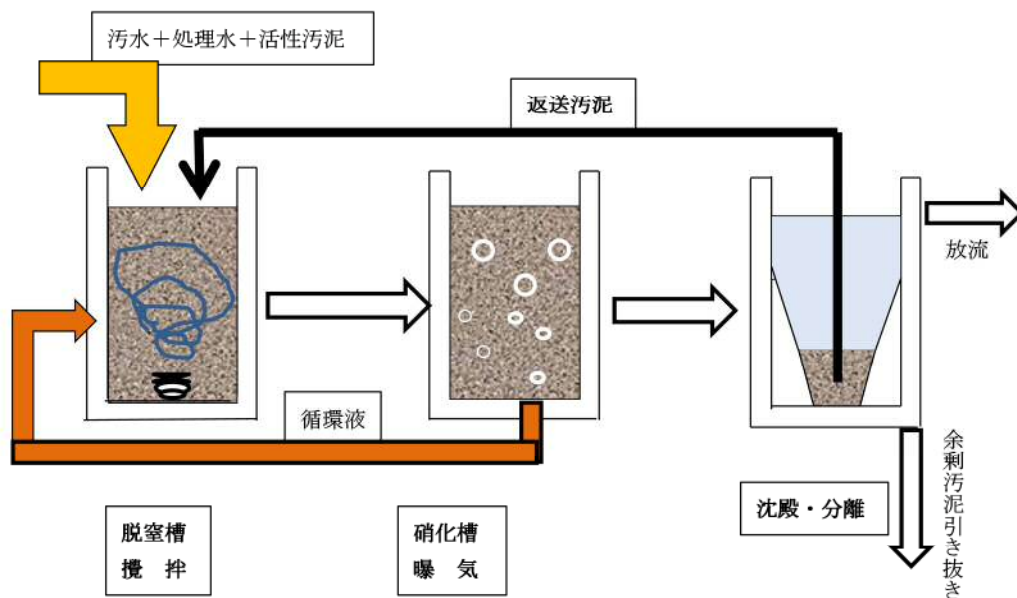 汚水＋処理水＋活性汚泥
返送汚泥
放流
循環液
脱窒槽
攪　拌
硝化槽
曝　気
沈殿・分離
余剰汚泥引き抜き